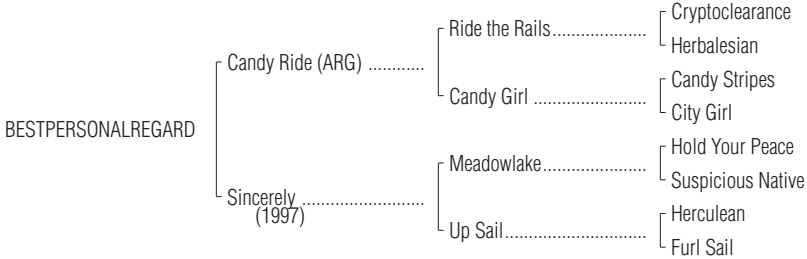 Cryptoclearance
Ride the Rails....................
Herbalesian
Candy Ride (ARG) ............
Candy Stripes
Candy Girl ........................
City Girl
BESTPERSONALREGARD
Hold Your Peace
Meadowlake......................
Suspicious Native
Sincerely ..........................
(1997)
Herculean
Up Sail..............................
Furl Sail